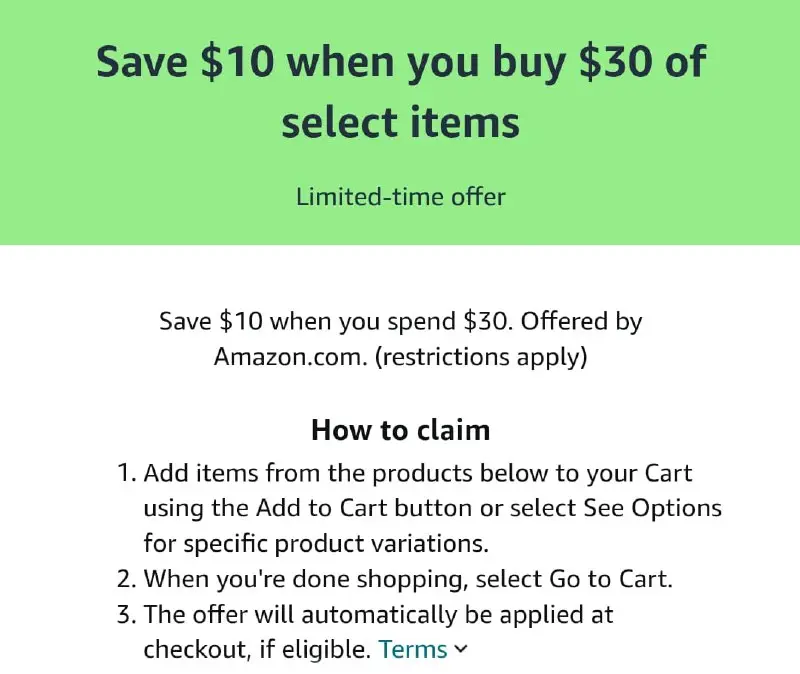 Save $10 when you buy $30 of
select items
Limited-time offer
Save $10 when you spend $30. Offered by
Amazon.com. (restrictions apply)
How to claim
1. Add items from the products below to your Cart
using the Add to Cart button or select See Options
for specific product variations.
2. When you're done shopping, select Go to Cart.
3. The offer will automatically be applied at
checkout, if eligible. Terms